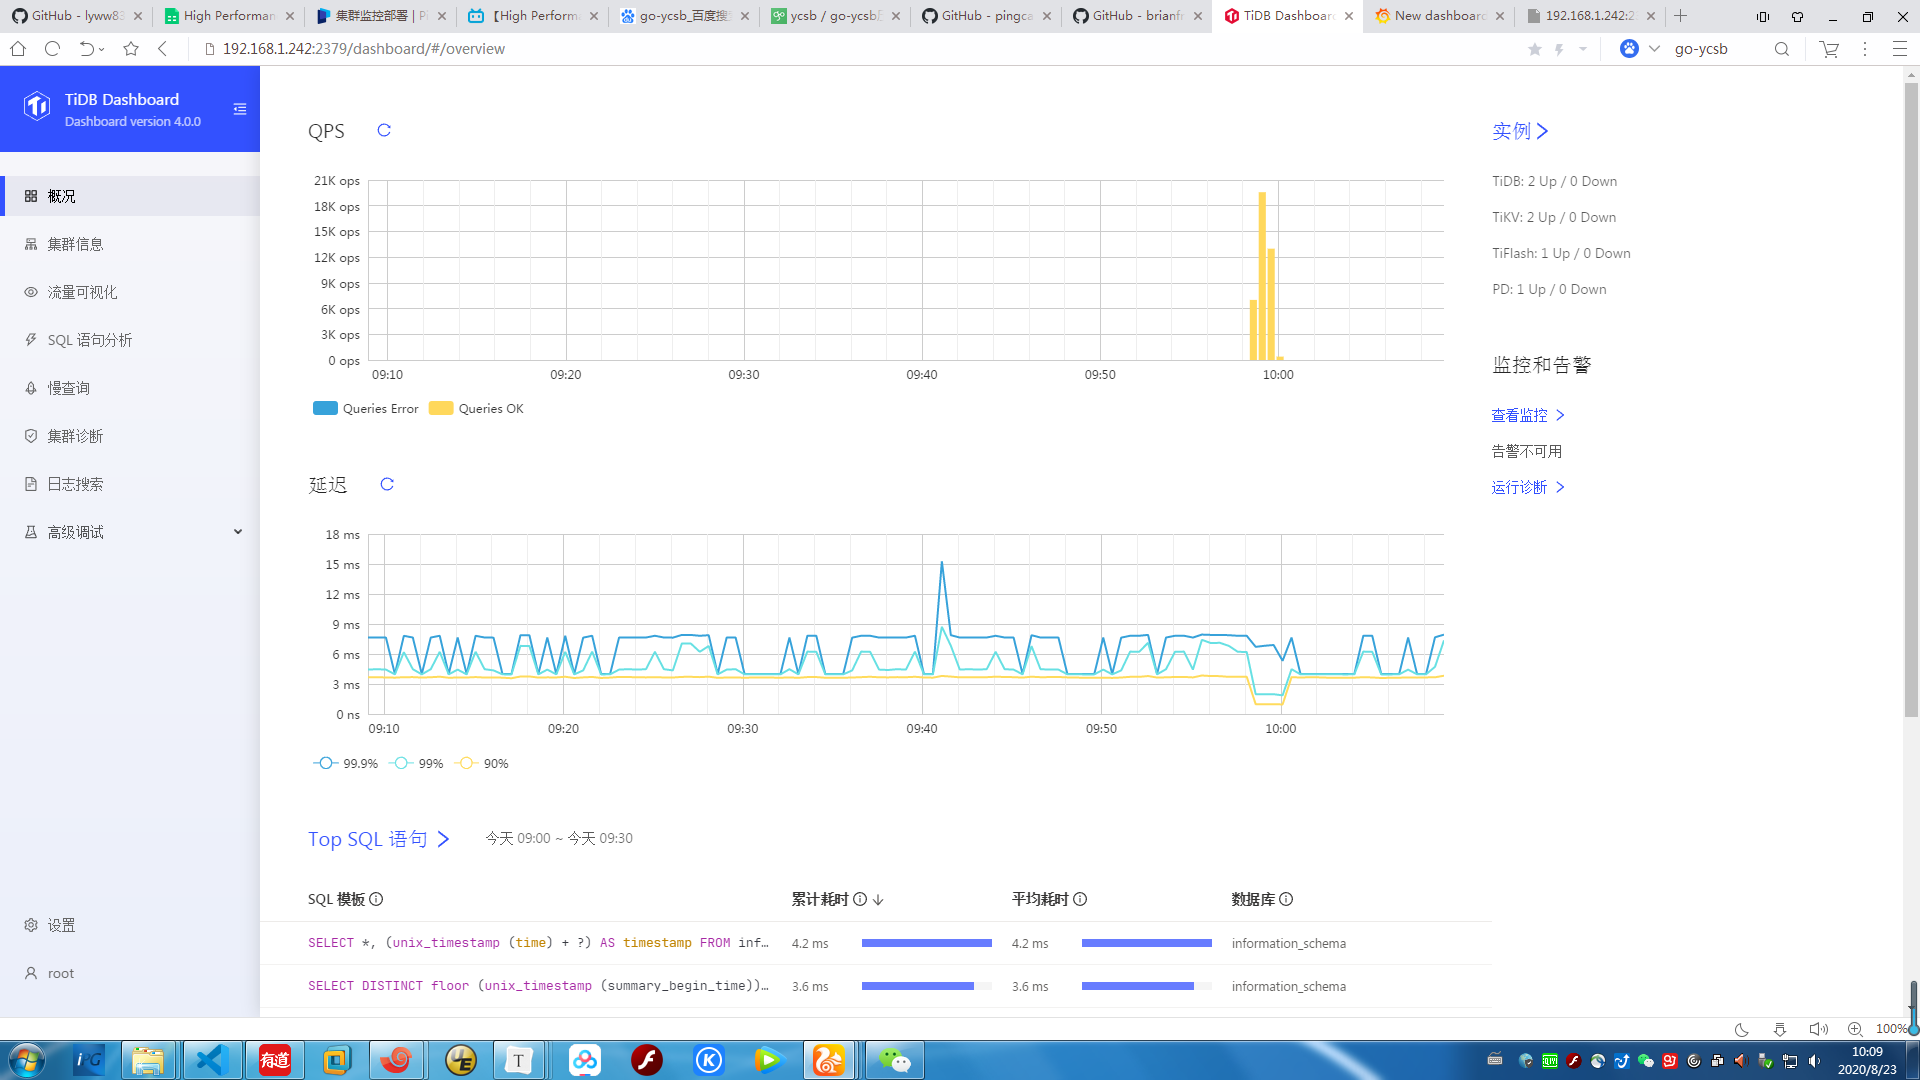 GitHub - lyww83
High Performan
集群监控部署 | Pi
【High Perform
go-ycsb_百度搜
ycsb / go-ycsb
GitHub - pingca
GitHub - brianfr
TiDB Dashboar
New dashboard
192.168.1.242:2
192.168.1.242:2379/dashboard/#/overview
go-ycsb
TiDB Dashboard
Dashboard version 4.0.0
概况
集群信息
流量可视化
SQL 语句分析
慢查询
集群诊断
日志搜索
高级调试
设置
root
QPS
21K ops
18K ops
15K ops
12K ops
9K ops
6K ops
3K ops
0 ops
09:10 09:20 09:30 09:40 09:50 10:00
Queries Error Queries OK
延迟
18 ms
15 ms
12 ms
9 ms
6 ms
3 ms
0 ns
09:10 09:20 09:30 09:40 09:50 10:00
99.9% 99% 90%
Top SQL 语句 今天 09:00 ~ 今天 09:30
SQL 模板 累计耗时 平均耗时 数据库
SELECT *, (unix_timestamp (time) + ?) AS timestamp FROM inf… 4.2 ms 4.2 ms information_schema
SELECT DISTINCT floor (unix_timestamp (summary_begin_time))… 3.6 ms 3.6 ms information_schema
实例
TiDB: 2 Up / 0 Down
TiKV: 2 Up / 0 Down
TiFlash: 1 Up / 0 Down
PD: 1 Up / 0 Down
监控和告警
查看监控
告警不可用
运行诊断
100%
iPG
有道
UE
T
K
10:09
2020/8/23